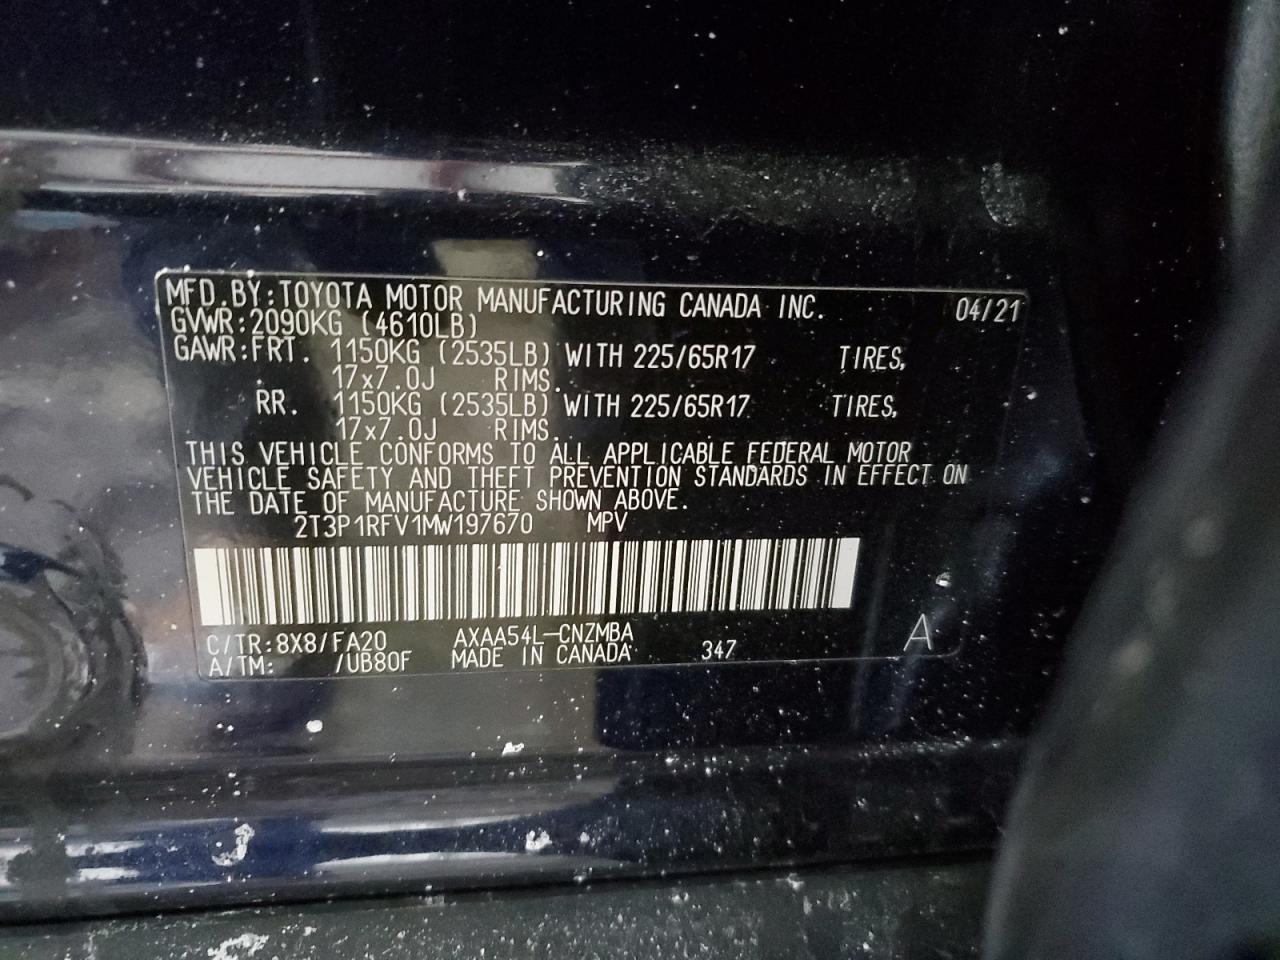 MFD.BY:TOYOTA MOTOR MANUFACTURING CANADA INC. 04/21
GVWR:2090KG (4610LB)
GAWR:FRT. 1150KG (2535LB) WITH 225/65R17 TIRES,
17x7.0J RIMS.
RR. 1150KG (2535LB) WITH 225/65R17 TIRES,
17x7.0J RIMS.
THIS VEHICLE CONFORMS TO ALL APPLICABLE FEDERAL MOTOR
VEHICLE SAFETY AND THEFT PREVENTION STANDARDS IN EFFECT ON
THE DATE OF MANUFACTURE SHOWN ABOVE.
2T3P1RFV1MW197670 MPV
C/TR:8X8/FA20 AXAA54L-CNZMBA
A/TM: /UB80F MADE IN CANADA 347 A